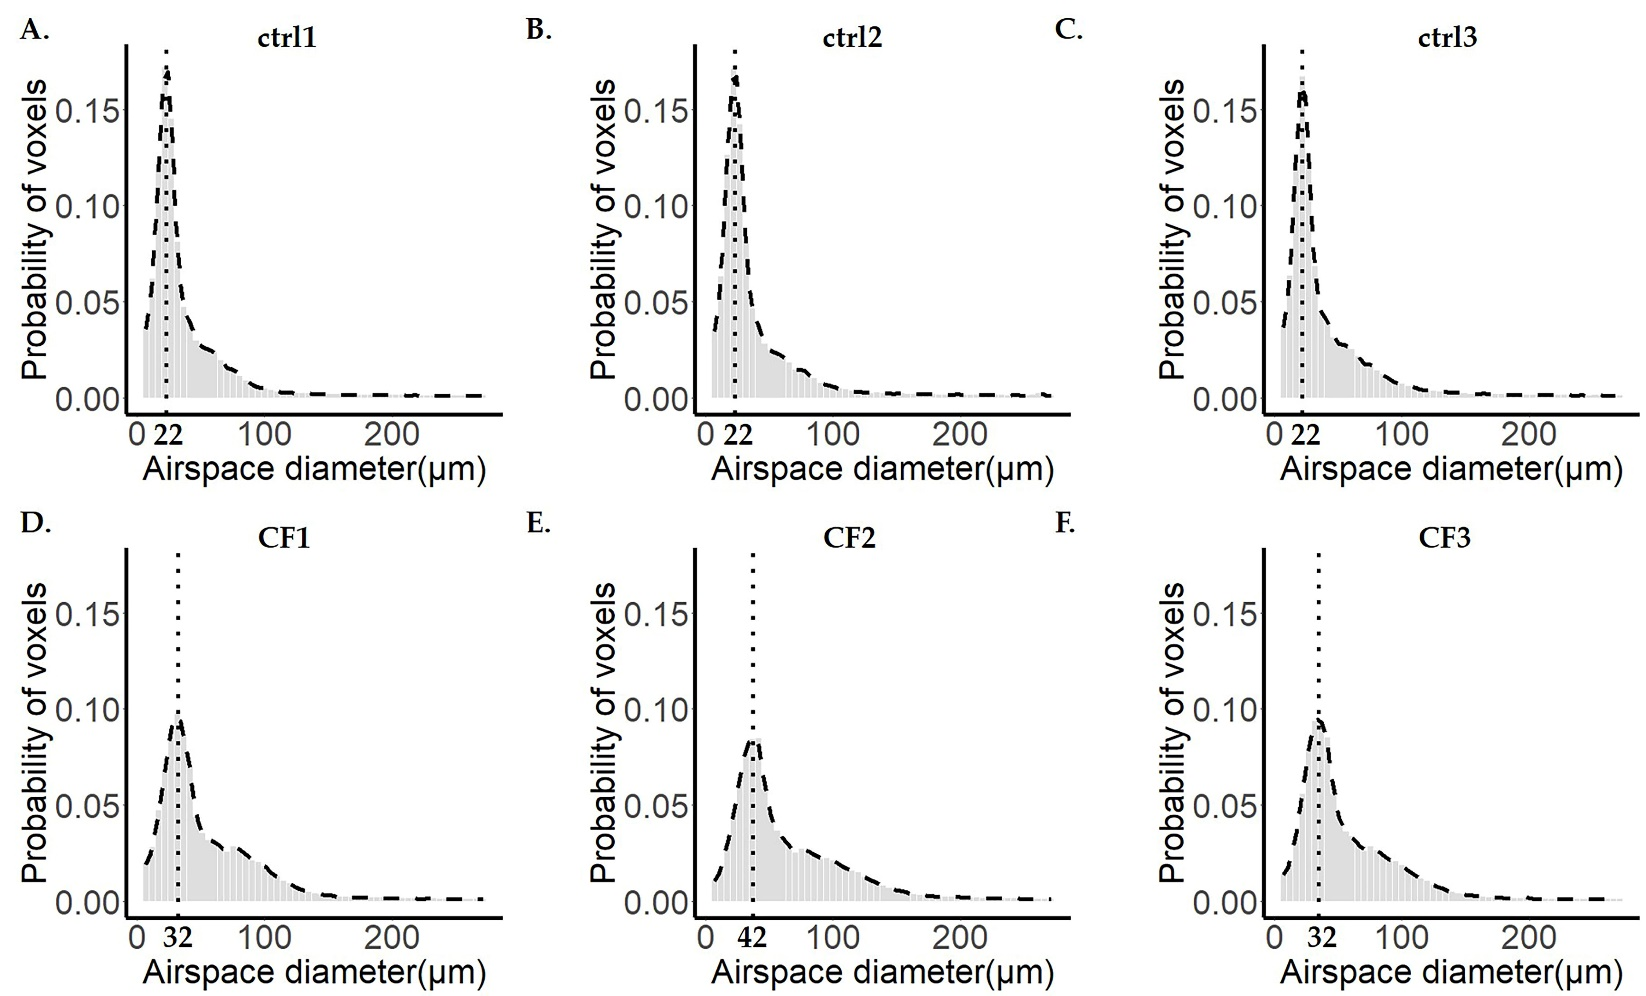 A.
ctrl1
Probability of voxels
0.15
0.10
0.05
0.00
0 22 100 200
Airspace diameter(µm)
B.
ctrl2
Probability of voxels
0.15
0.10
0.05
0.00
0 22 100 200
Airspace diameter(µm)
C.
ctrl3
Probability of voxels
0.15
0.10
0.05
0.00
0 22 100 200
Airspace diameter(µm)
D.
CF1
Probability of voxels
0.15
0.10
0.05
0.00
0 32 100 200
Airspace diameter(µm)
E.
CF2
Probability of voxels
0.15
0.10
0.05
0.00
0 42 100 200
Airspace diameter(µm)
F.
CF3
Probability of voxels
0.15
0.10
0.05
0.00
0 32 100 200
Airspace diameter(µm)